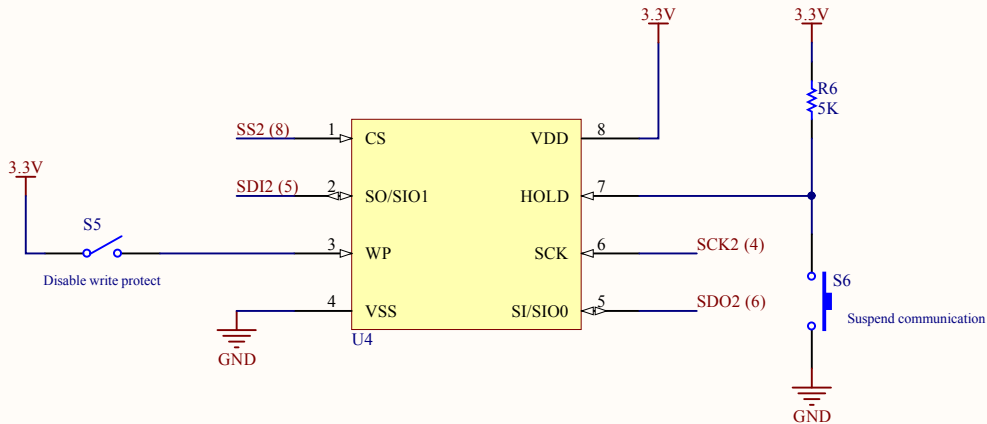 3.3V
3.3V
R6
5K
SS2 (8)
1
CS
VDD
8
3.3V
SDI2 (5)
2
SO/SIO1
HOLD
7
S5
3
WP
SCK
6
SCK2 (4)
Disable write protect
S6
4
VSS
SI/SIO0
5
SDO2 (6)
Suspend communication
GND
U4
GND